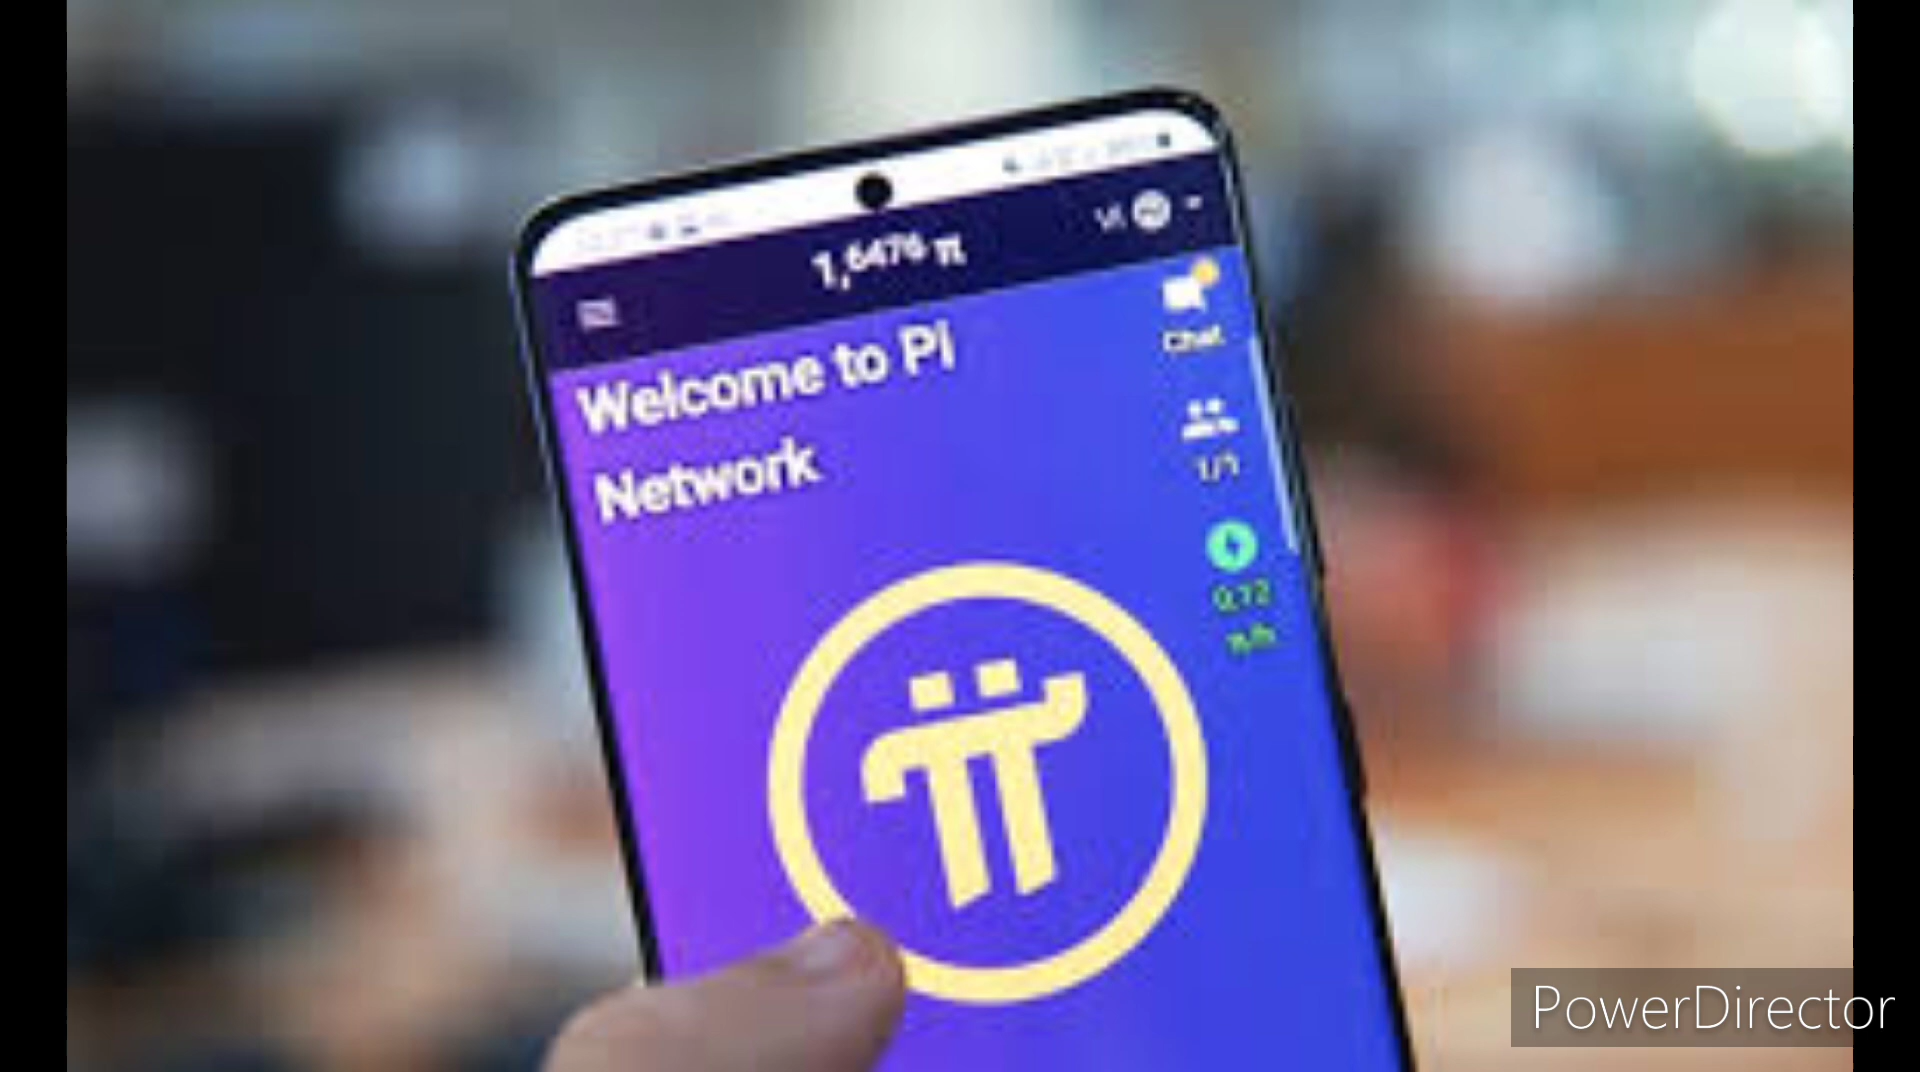 1,6476 π
Welcome to Pi
Network
Chat
1/1
0,12
π/h
PowerDirector